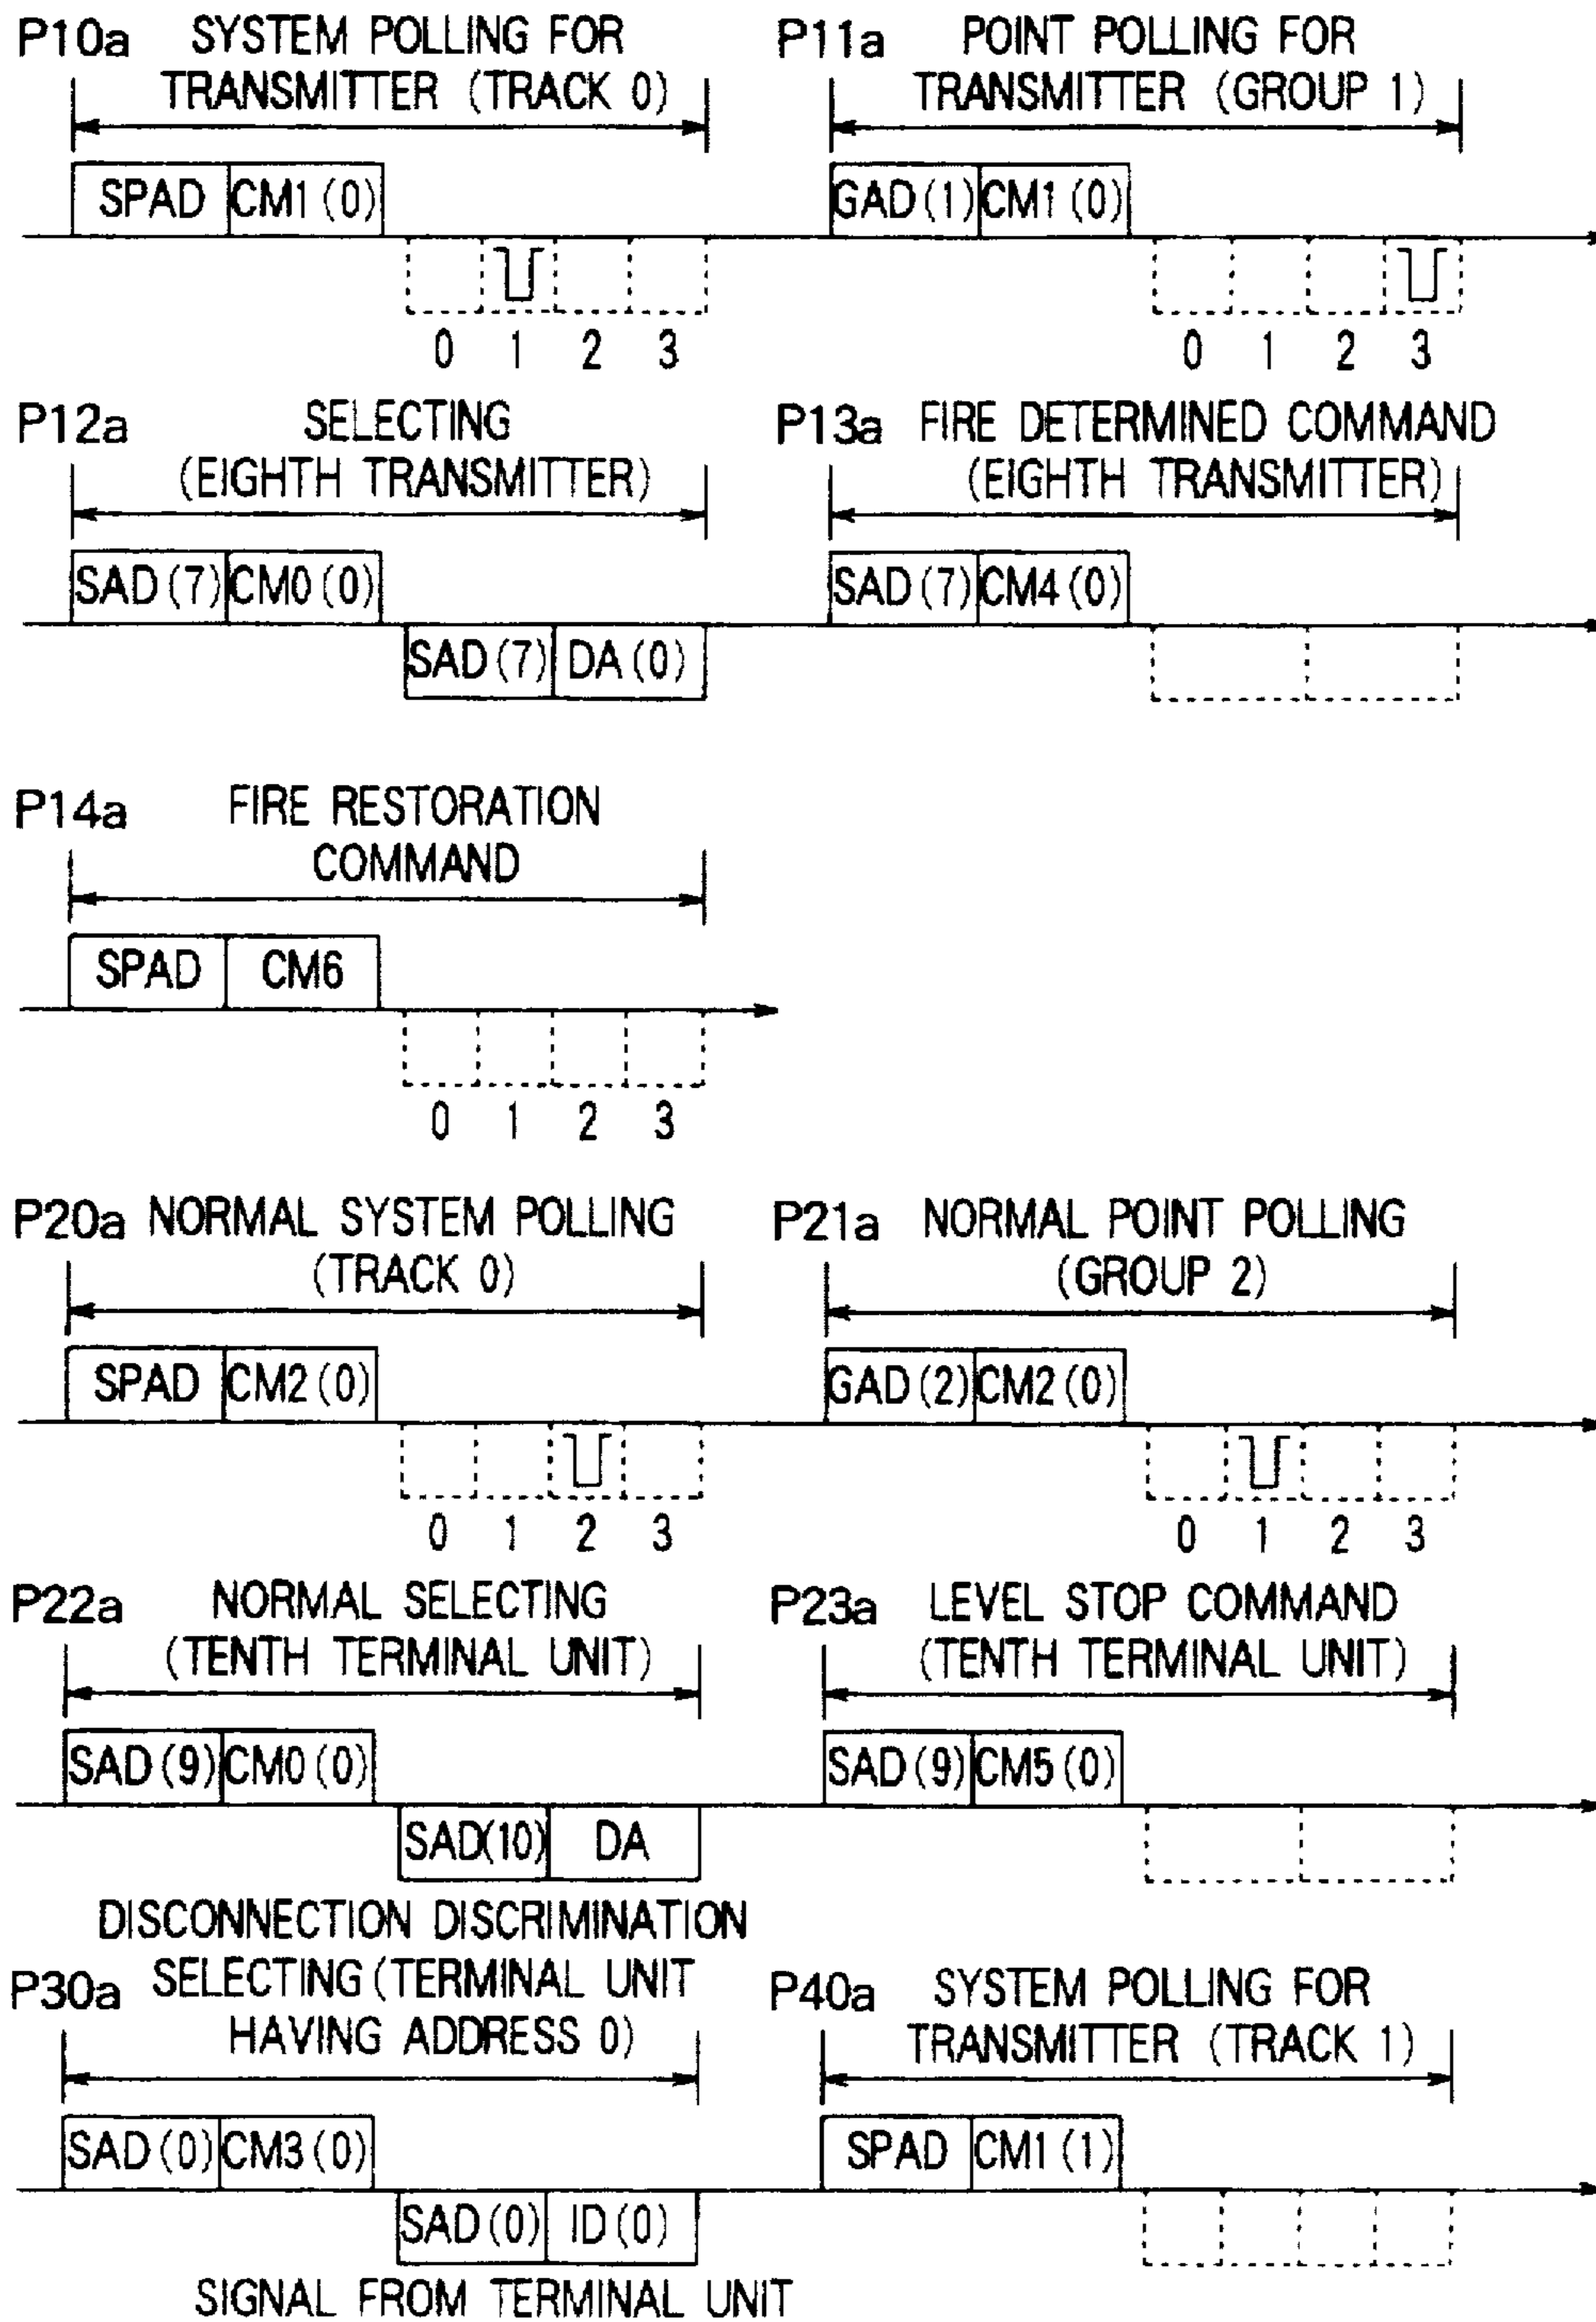 P10a SYSTEM POLLING FOR
TRANSMITTER (TRACK 0)
SPAD CM1(0)
0 1 2 3
P11a POINT POLLING FOR
TRANSMITTER (GROUP 1)
GAD(1) CM1(0)
0 1 2 3
P12a SELECTING
(EIGHTH TRANSMITTER)
SAD(7) CM0(0)
SAD(7) DA(0)
P13a FIRE DETERMINED COMMAND
(EIGHTH TRANSMITTER)
SAD(7) CM4(0)
P14a FIRE RESTORATION
COMMAND
SPAD CM6
0 1 2 3
P20a NORMAL SYSTEM POLLING
(TRACK 0)
SPAD CM2(0)
0 1 2 3
P21a NORMAL POINT POLLING
(GROUP 2)
GAD(2) CM2(0)
0 1 2 3
P22a NORMAL SELECTING
(TENTH TERMINAL UNIT)
SAD(9) CM0(0)
SAD(10) DA
P23a LEVEL STOP COMMAND
(TENTH TERMINAL UNIT)
SAD(9) CM5(0)
DISCONNECTION DISCRIMINATION
P30a SELECTING(TERMINAL UNIT
HAVING ADDRESS 0)
SAD(0) CM3(0)
SAD(0) ID(0)
SIGNAL FROM TERMINAL UNIT
P40a SYSTEM POLLING FOR
TRANSMITTER (TRACK 1)
SPAD CM1(1)